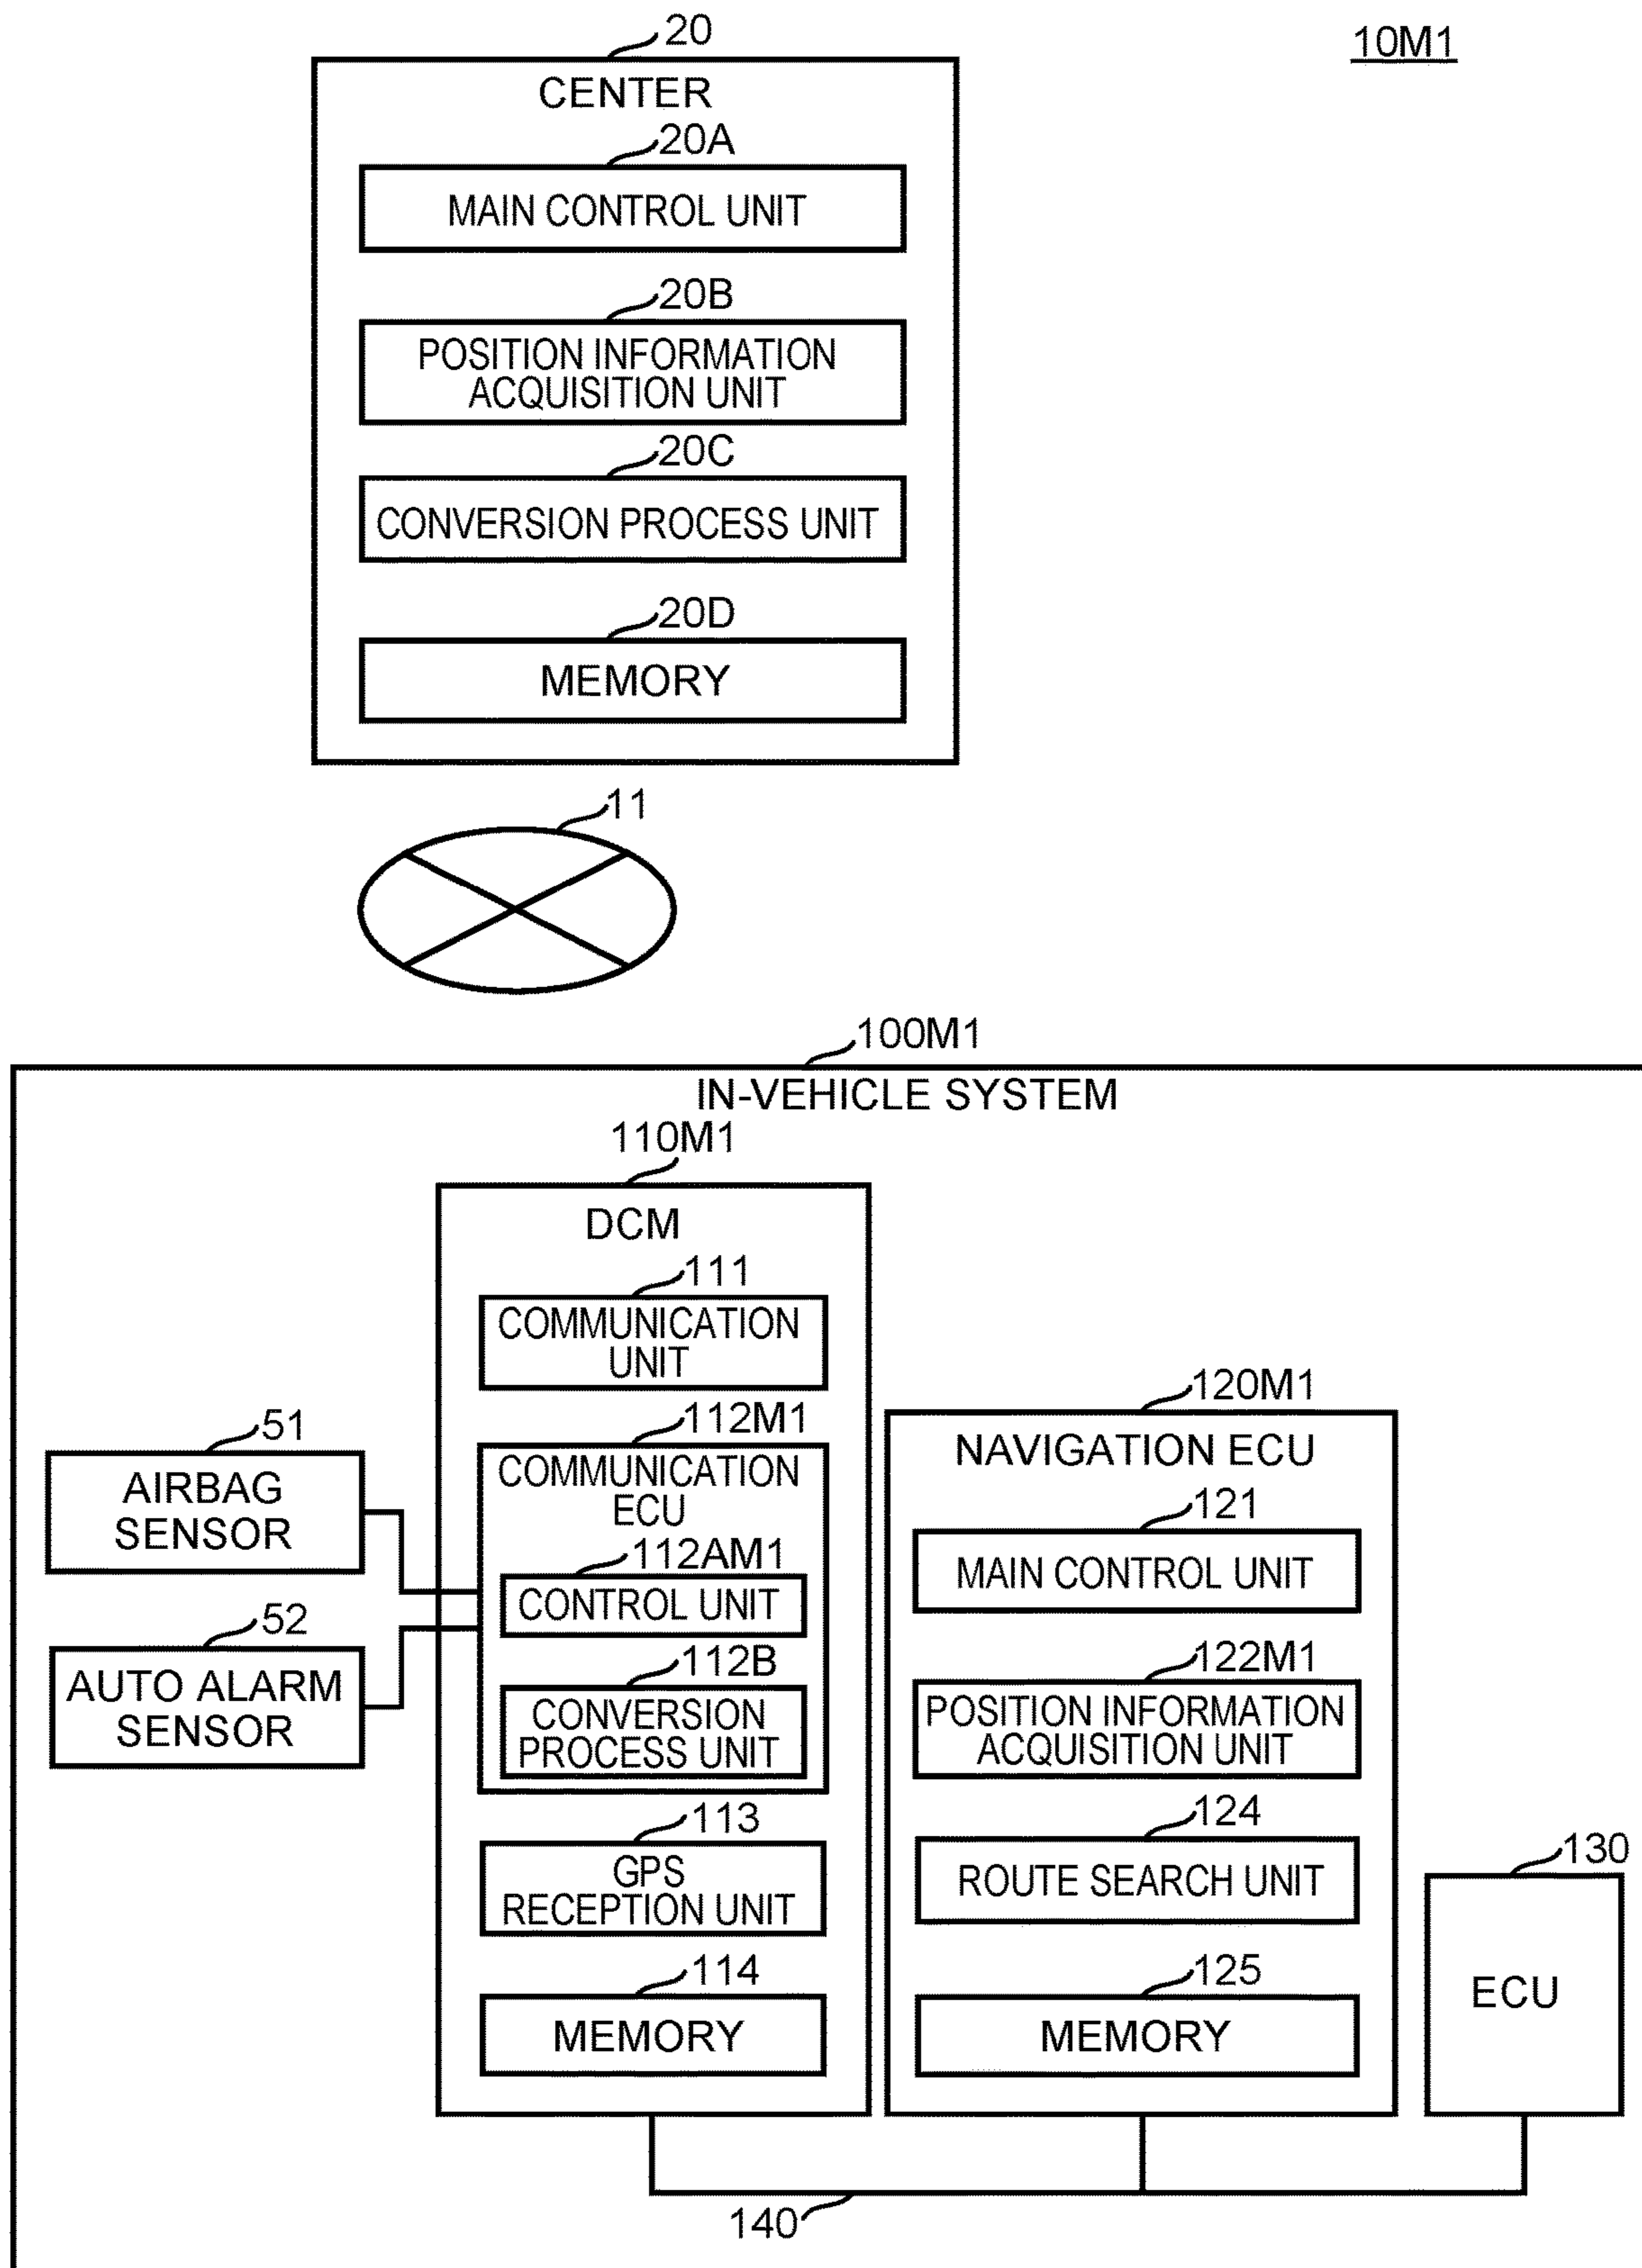 10M1
20
CENTER
20A
MAIN CONTROL UNIT
20B
POSITION INFORMATION
ACQUISITION UNIT
20C
CONVERSION PROCESS UNIT
20D
MEMORY
11
100M1
IN-VEHICLE SYSTEM
110M1
DCM
111
COMMUNICATION
UNIT
112M1
COMMUNICATION
ECU
112AM1
CONTROL UNIT
112B
CONVERSION
PROCESS UNIT
113
GPS
RECEPTION UNIT
114
MEMORY
51
AIRBAG
SENSOR
52
AUTO ALARM
SENSOR
120M1
NAVIGATION ECU
121
MAIN CONTROL UNIT
122M1
POSITION INFORMATION
ACQUISITION UNIT
124
ROUTE SEARCH UNIT
125
MEMORY
130
ECU
140